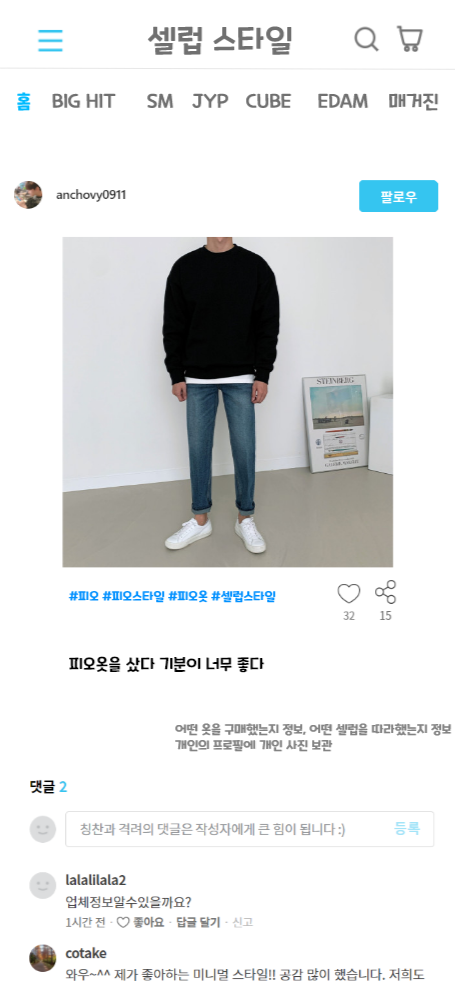 셀럽 스타일
홈 BIG HIT SM JYP CUBE EDAM 매거진
anchovy0911
팔로우
STEINBERG
#피오 #피오스타일 #피오옷 #셀럽스타일
32 15
피오옷을 샀다 기분이 너무 좋다
어떤 옷을 구매했는지 정보, 어떤 셀럽을 따라했는지 정보
개인의 프로필에 개인 사진 보관
댓글 2
칭찬과 격려의 댓글은 작성자에게 큰 힘이 됩니다 :) 등록
lalalilala2
업체정보알수있을까요?
1시간 전 · 좋아요 · 답글 달기 · 신고
cotake
와우~^^ 제가 좋아하는 미니멀 스타일!! 공감 많이 했습니다. 저희도